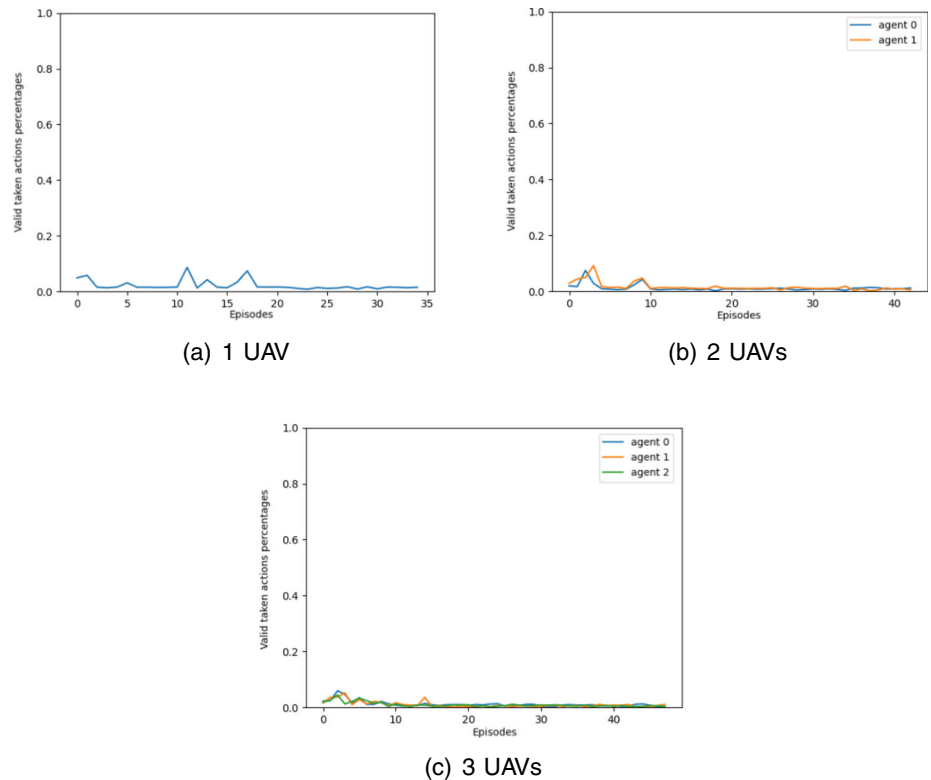 1.0
0.8
0.6
0.4
0.2
0.0
Valid taken actions percentages
0 5 10 15 20 25 30 35
Episodes
(a) 1 UAV
1.0
0.8
0.6
0.4
0.2
0.0
Valid taken actions percentages
agent 0
agent 1
0 10 20 30 40
Episodes
(b) 2 UAVs
1.0
0.8
0.6
0.4
0.2
0.0
Valid taken actions percentages
agent 0
agent 1
agent 2
0 10 20 30 40
Episodes
(c) 3 UAVs